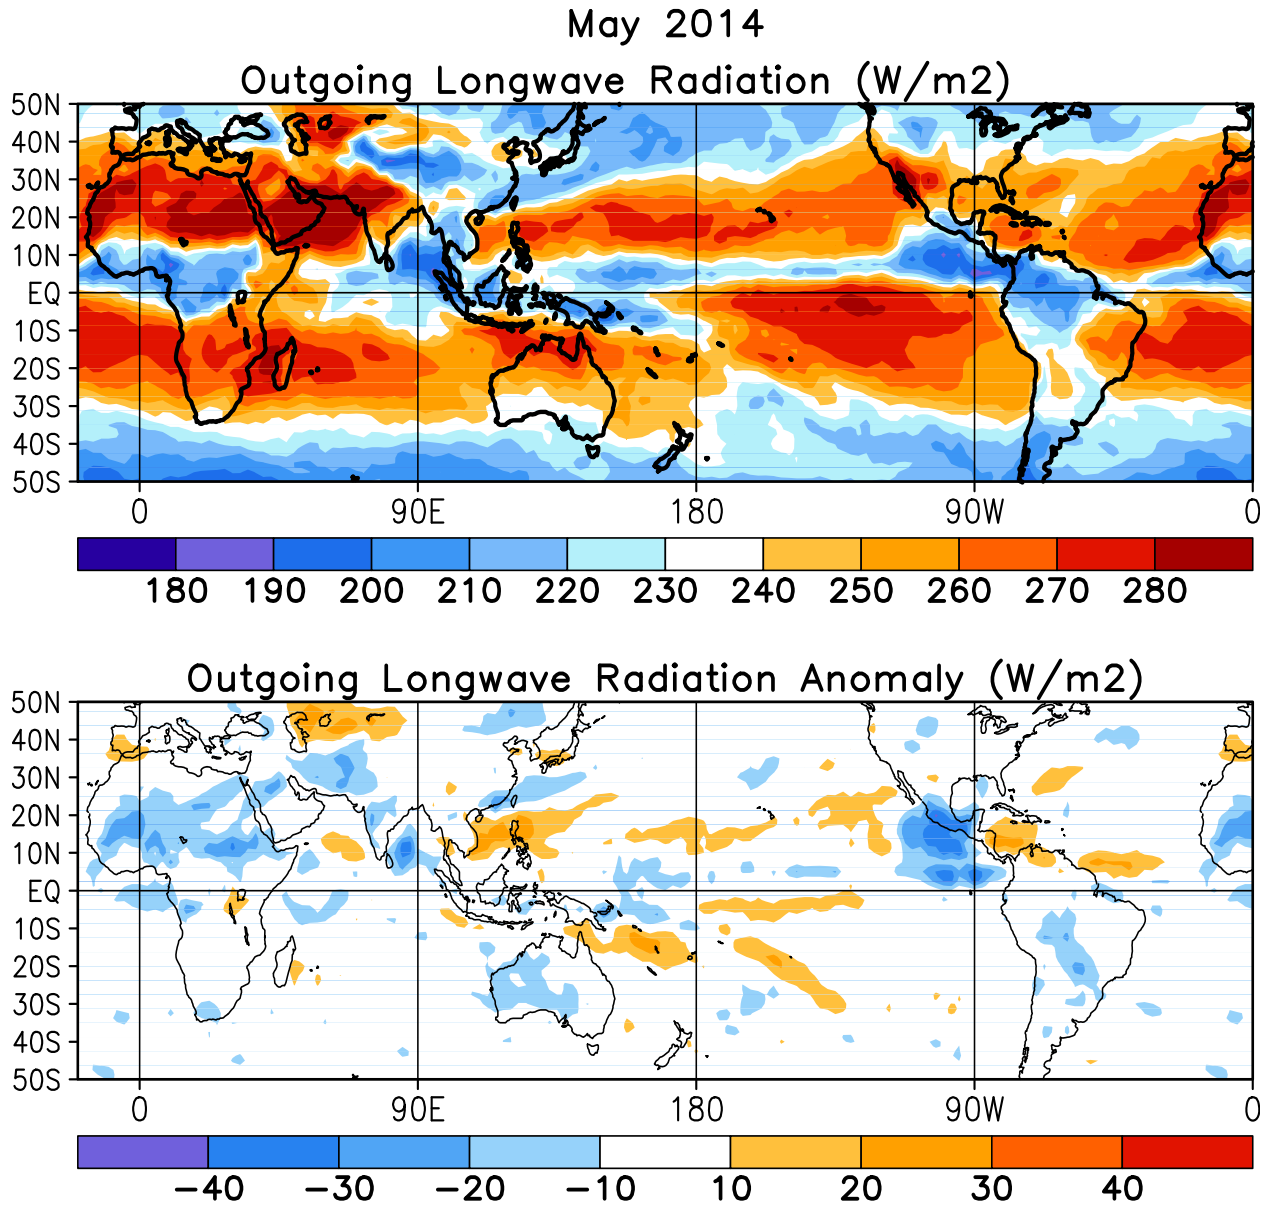 May 2014
Outgoing Longwave Radiation (W/m2)
50N
40N
30N
20N
10N
EQ
10S
20S
30S
40S
50S
0 90E 180 90W 0
180 190 200 210 220 230 240 250 260 270 280
Outgoing Longwave Radiation Anomaly (W/m2)
50N
40N
30N
20N
10N
EQ
10S
20S
30S
40S
50S
0 90E 180 90W 0
−40 −30 −20 −10 10 20 30 40